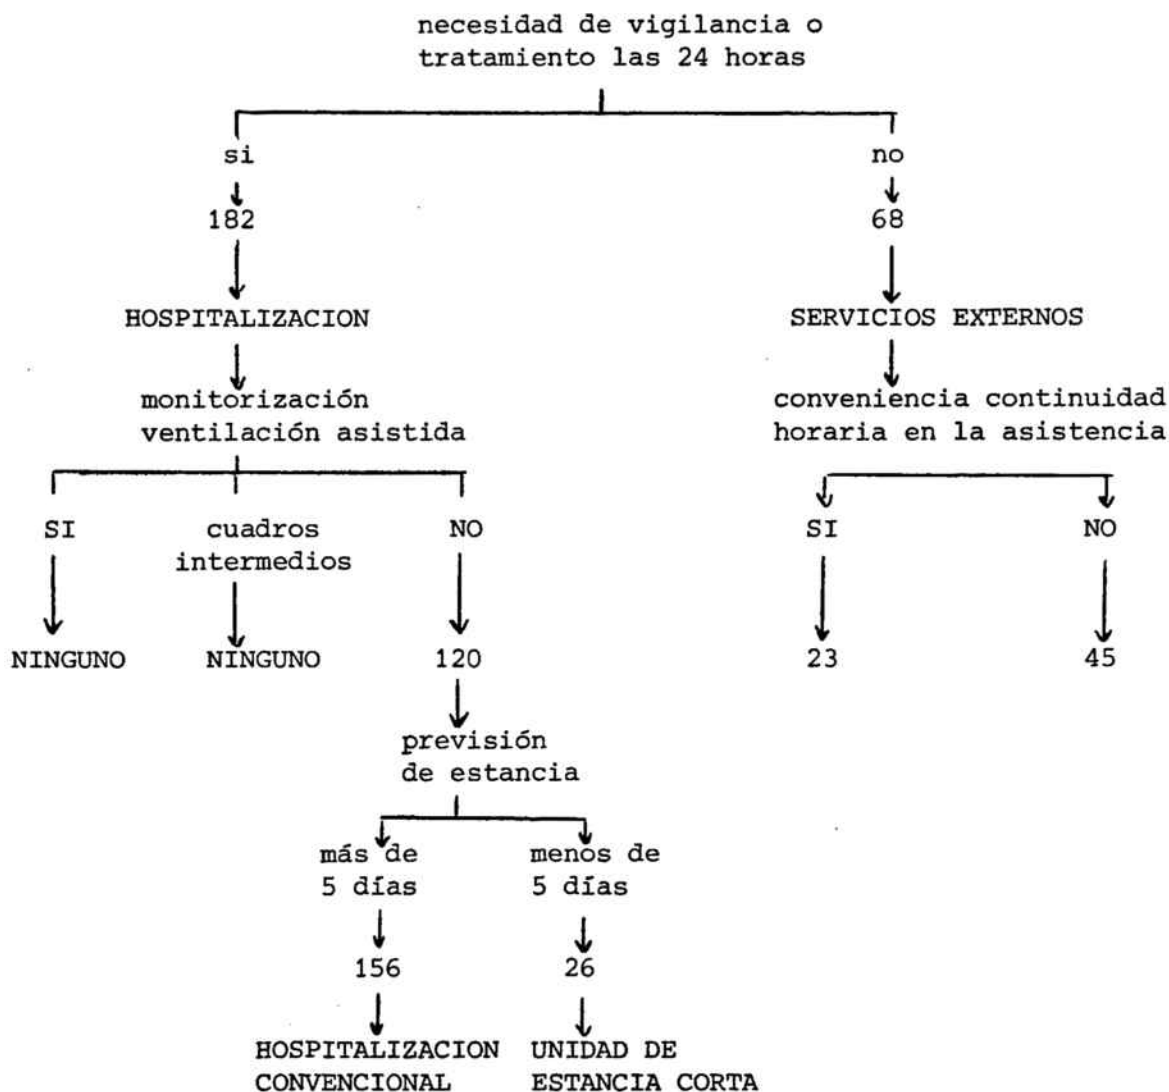 necesidad de vigilancia o
tratamiento las 24 horas
si
no
182
68
HOSPITALIZACION
SERVICIOS EXTERNOS
monitorización
ventilación asistida
conveniencia continuidad
horaria en la asistencia
SI
cuadros
intermedios
NO
SI
NO
NINGUNO
NINGUNO
120
23
45
previsión
de estancia
más de
5 días
menos de
5 días
156
26
HOSPITALIZACION
CONVENCIONAL
UNIDAD DE
ESTANCIA CORTA